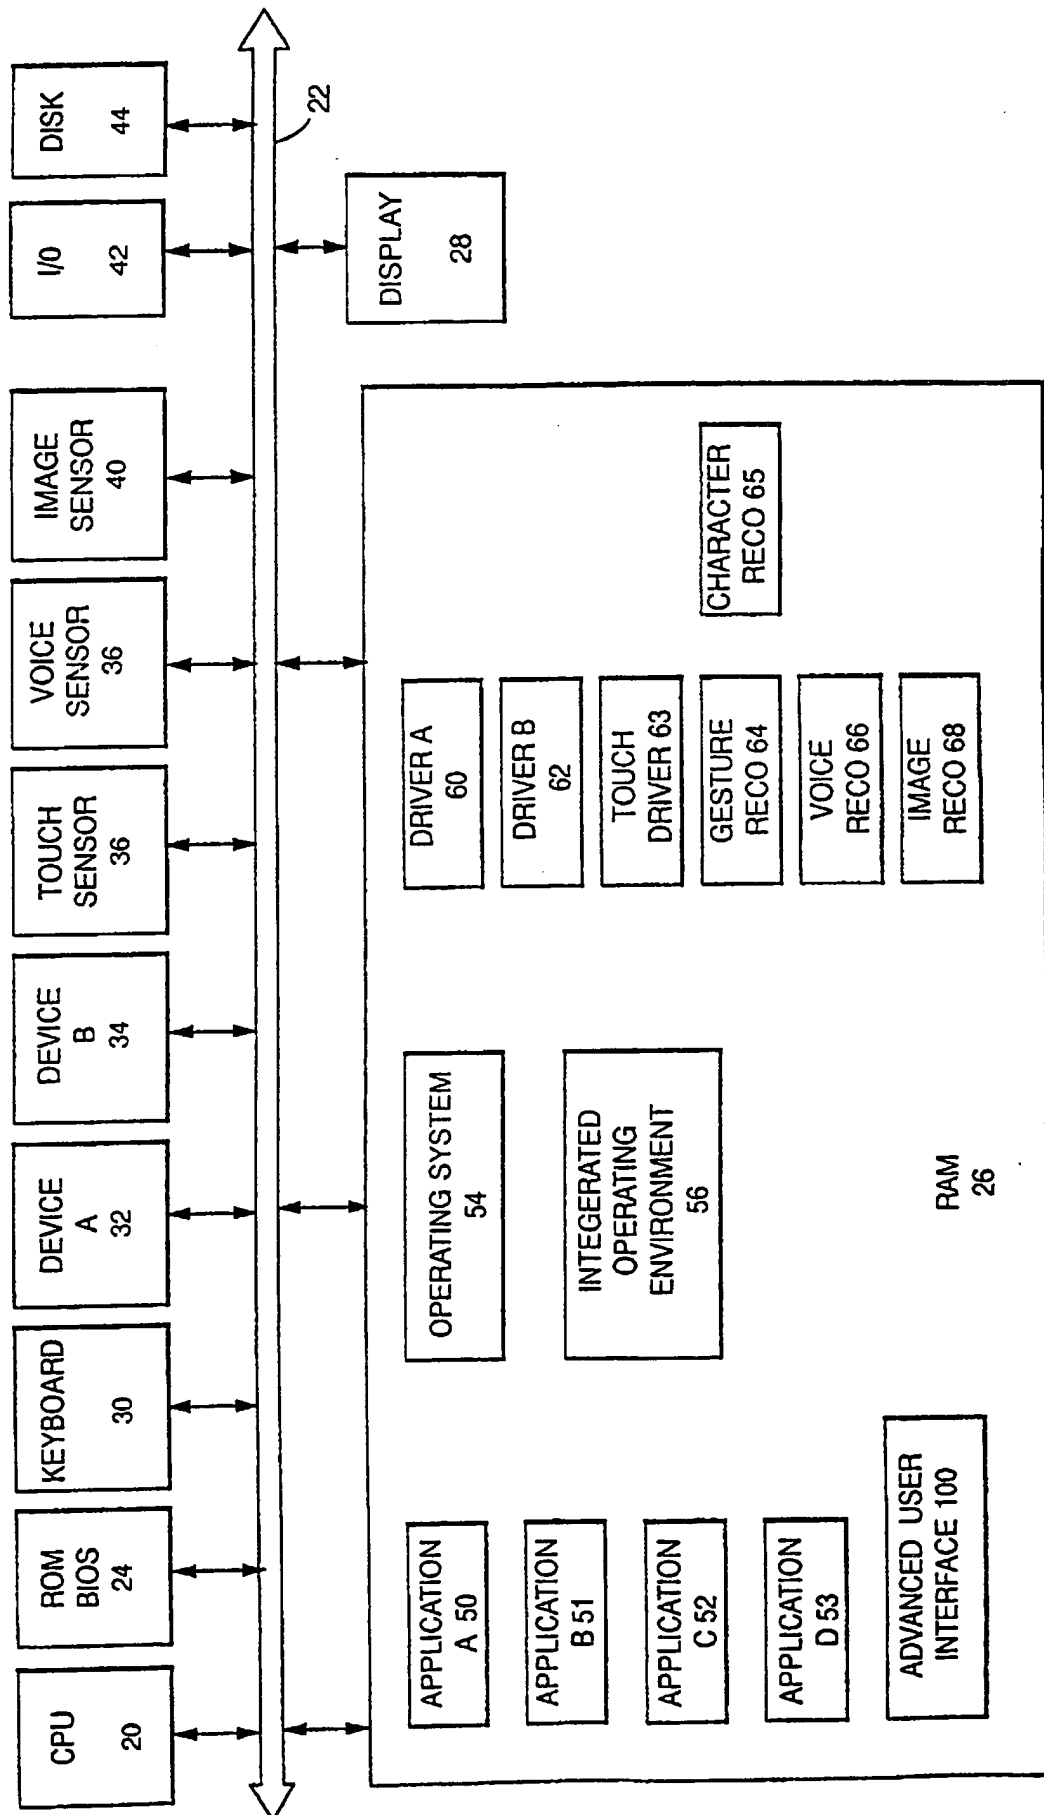 CPU
20
ROM
BIOS
24
KEYBOARD
30
DEVICE
A
32
DEVICE
B
34
TOUCH
SENSOR
36
VOICE
SENSOR
36
IMAGE
SENSOR
40
I/O
42
DISK
44
22
DISPLAY
28
APPLICATION
A 50
APPLICATION
B 51
APPLICATION
C 52
APPLICATION
D 53
ADVANCED USER
INTERFACE 100
OPERATING SYSTEM
54
INTEGERATED
OPERATING
ENVIRONMENT
56
RAM
26
DRIVER A
60
DRIVER B
62
TOUCH
DRIVER 63
GESTURE
RECO 64
VOICE
RECO 66
IMAGE
RECO 68
CHARACTER
RECO 65